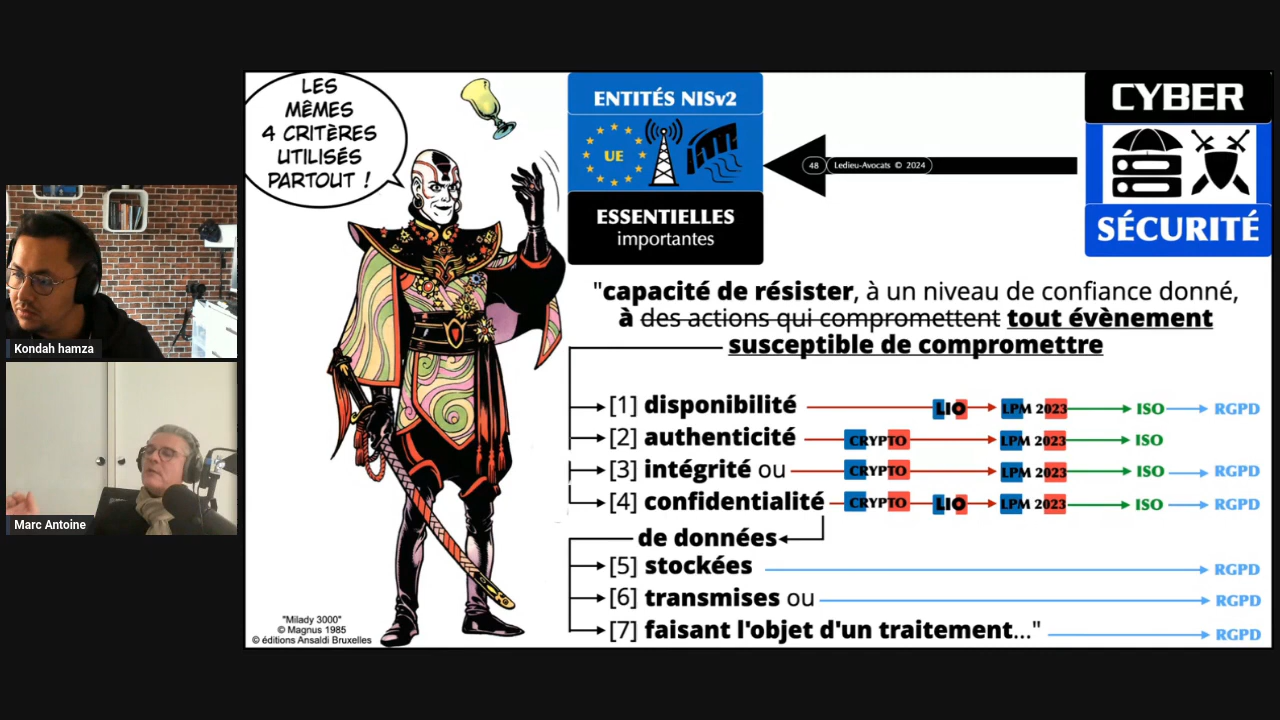 LES
MÊMES
4 CRITÈRES
UTILISÉS
PARTOUT !
ENTITÉS NISv2
UE
ESSENTIELLES
importantes
48 Ledieu-Avocats © 2024
CYBER
SÉCURITÉ
Kondah hamza
Marc Antoine
"capacité de résister, à un niveau de confiance donné,
à des actions qui compromettent tout évènement
susceptible de compromettre
[1] disponibilité LIO LPM 2023 ISO RGPD
[2] authenticité CRYPTO LPM 2023 ISO
[3] intégrité ou CRYPTO LPM 2023 ISO RGPD
[4] confidentialité CRYPTO LIO LPM 2023 ISO RGPD
de données
[5] stockées RGPD
[6] transmises ou RGPD
[7] faisant l'objet d'un traitement..." RGPD
"Milady 3000"
© Magnus 1985
© éditions Ansaldi Bruxelles